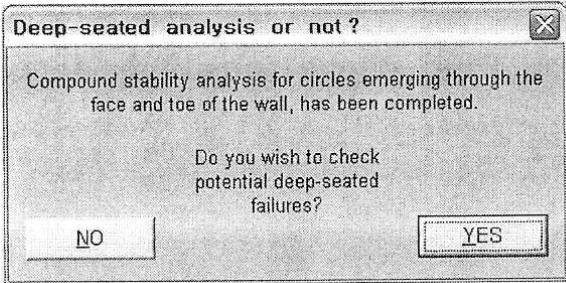 Deep-seated analysis or not ?
Compound stability analysis for circles emerging through the
face and toe of the wall, has been completed.
Do you wish to check
potential deep-seated
failures?
NO
YES